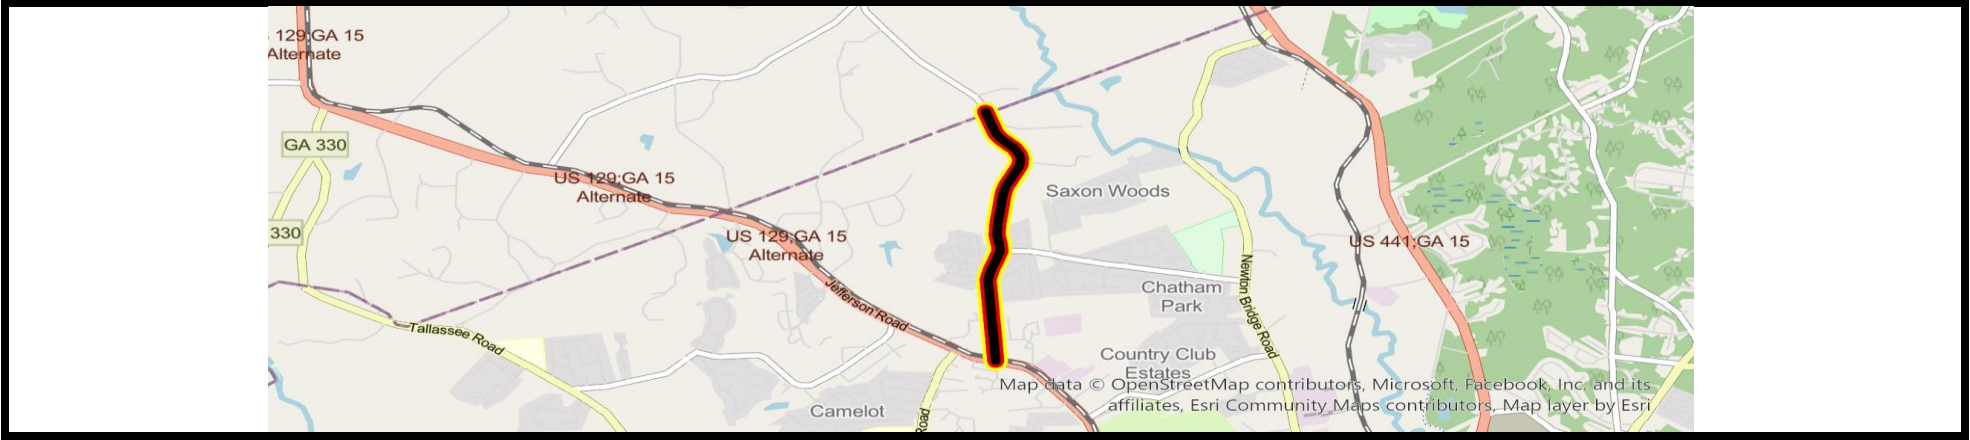 129;GA 15
Alternate
GA 330
US 129;GA 15
Alternate
Saxon Woods
330
US 129;GA 15
Alternate
US 441;GA 15
Newton Bridge Road
Chatham
Park
Jefferson Road
Tallassee Road
Country Club
Estates
Camelot
Road
Map data © OpenStreetMap contributors, Microsoft, Facebook, Inc. and its
affiliates, Esri Community Maps contributors, Map layer by Esri